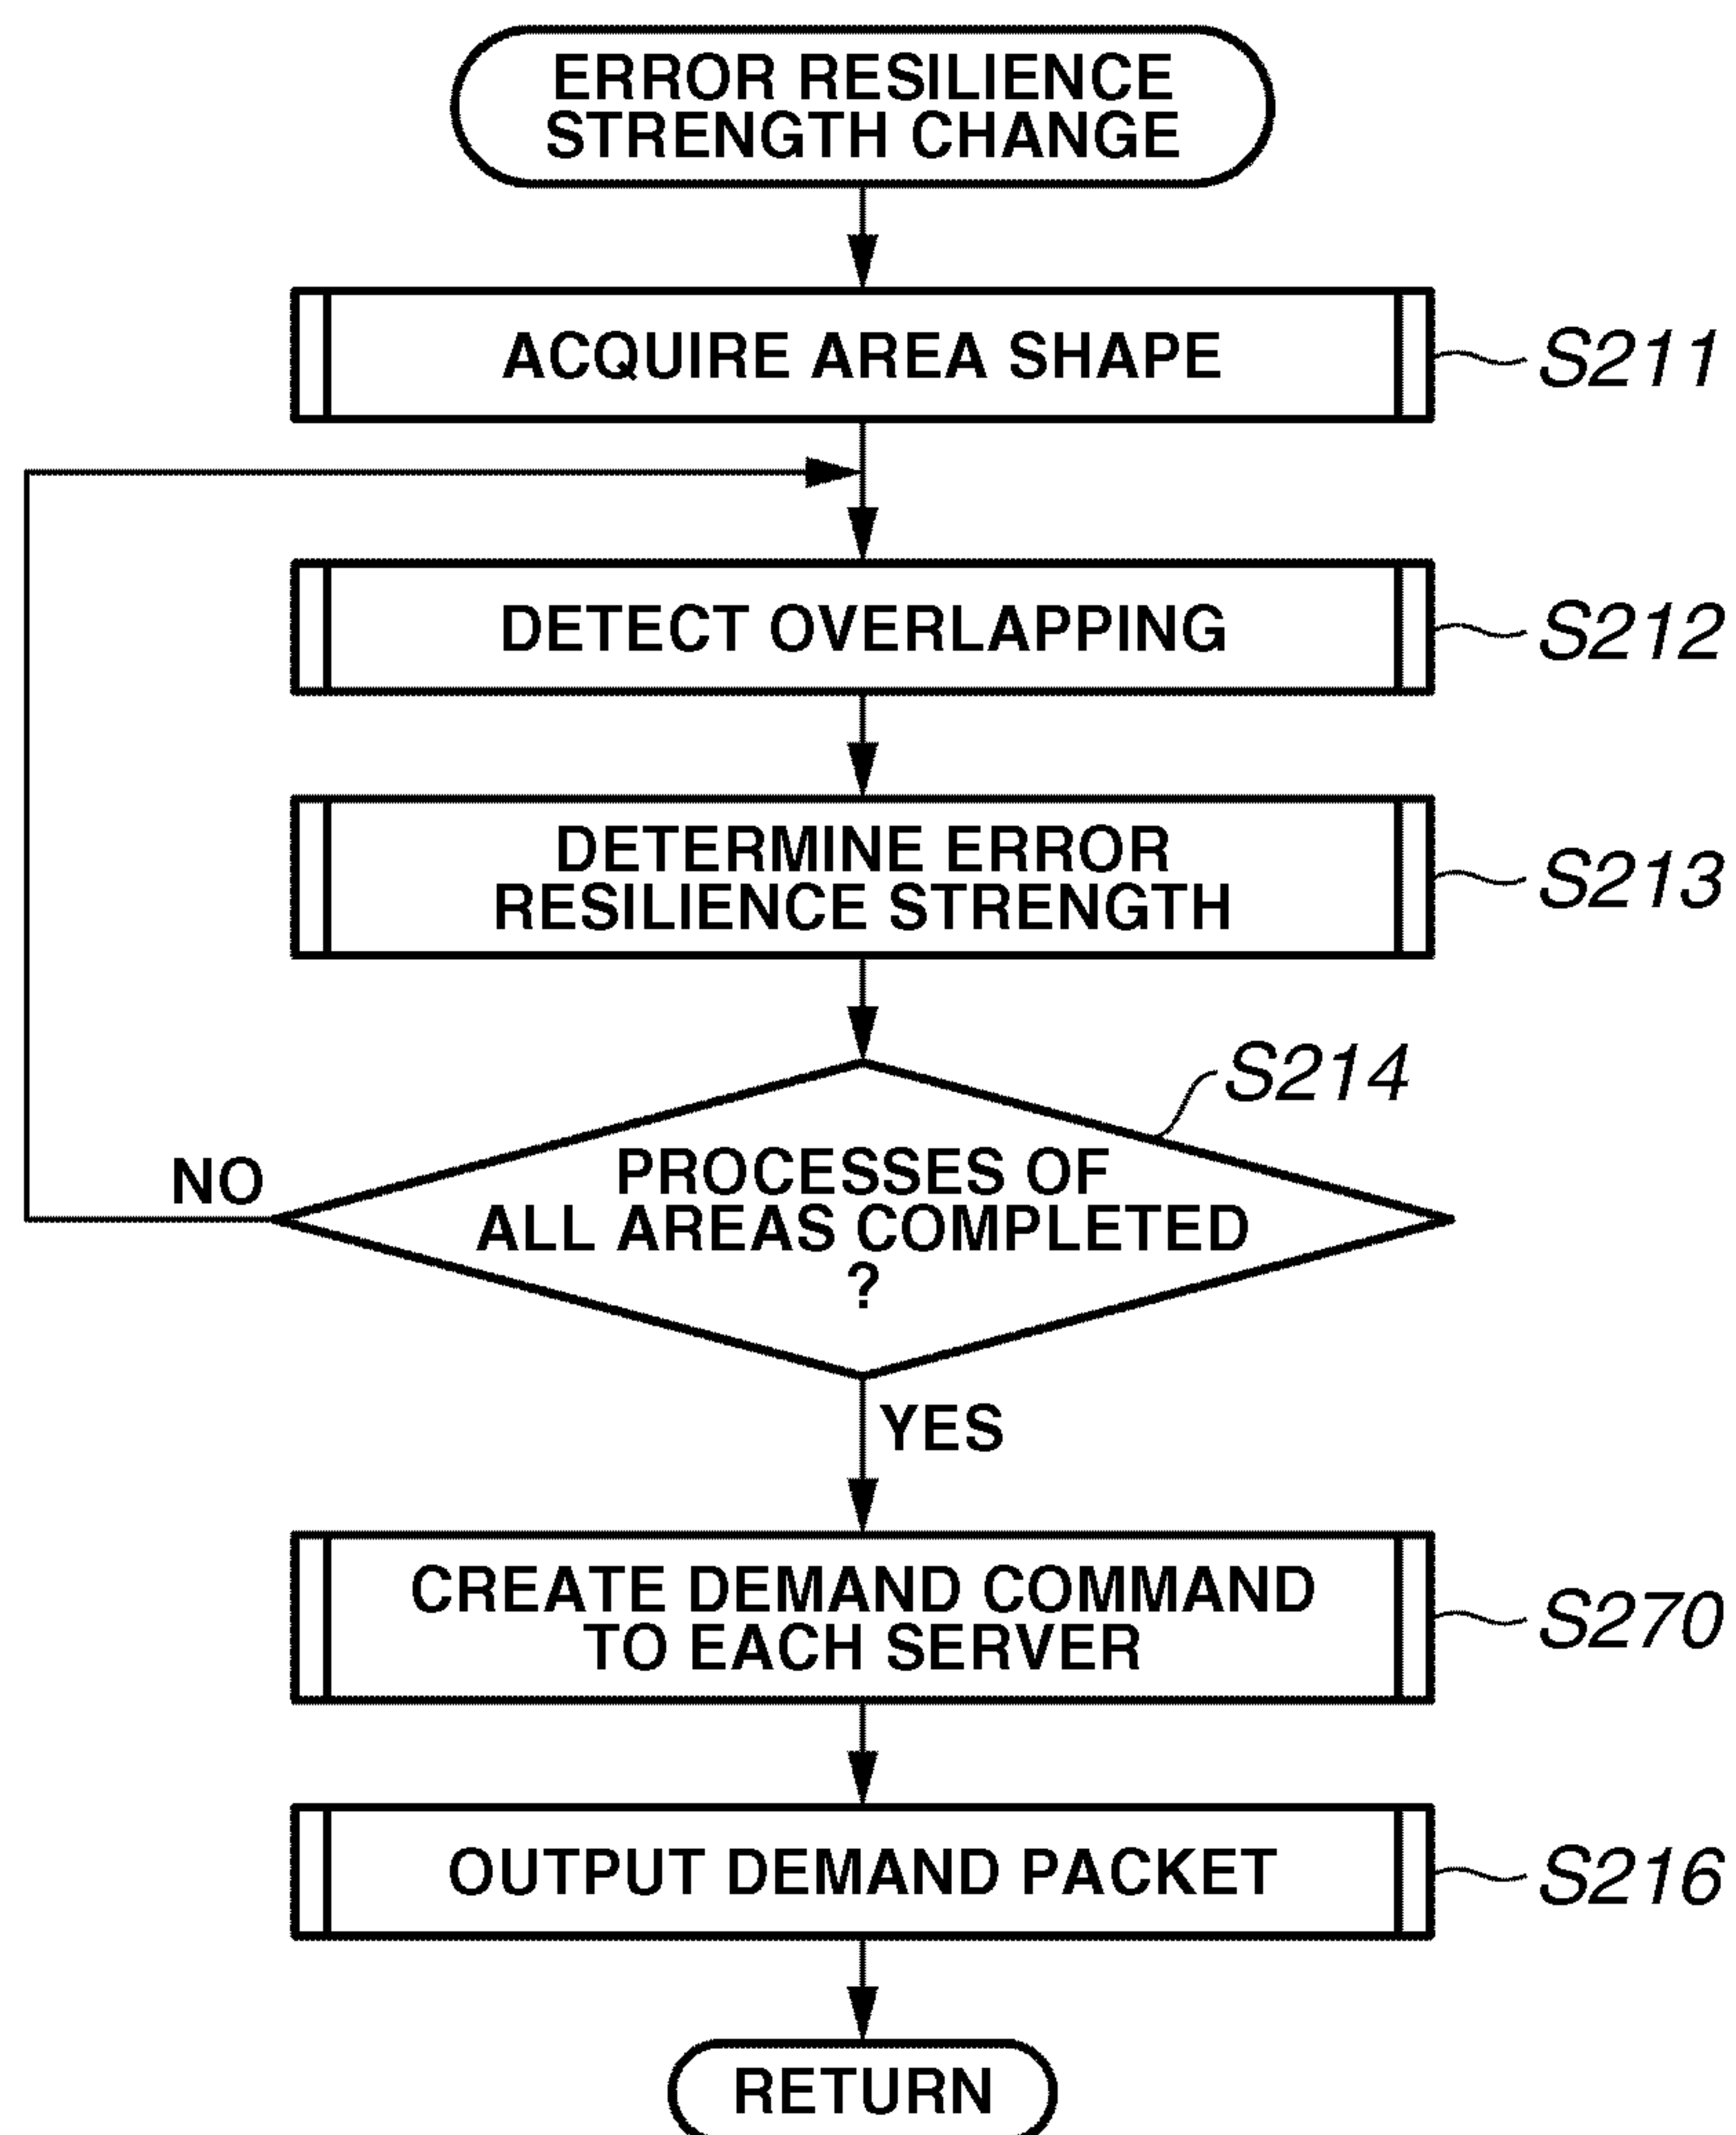 ERROR RESILIENCE
STRENGTH CHANGE
ACQUIRE AREA SHAPE
S211
DETECT OVERLAPPING
S212
DETERMINE ERROR
RESILIENCE STRENGTH
S213
S214
PROCESSES OF
ALL AREAS COMPLETED
?
NO
YES
CREATE DEMAND COMMAND
TO EACH SERVER
S270
OUTPUT DEMAND PACKET
S216
RETURN